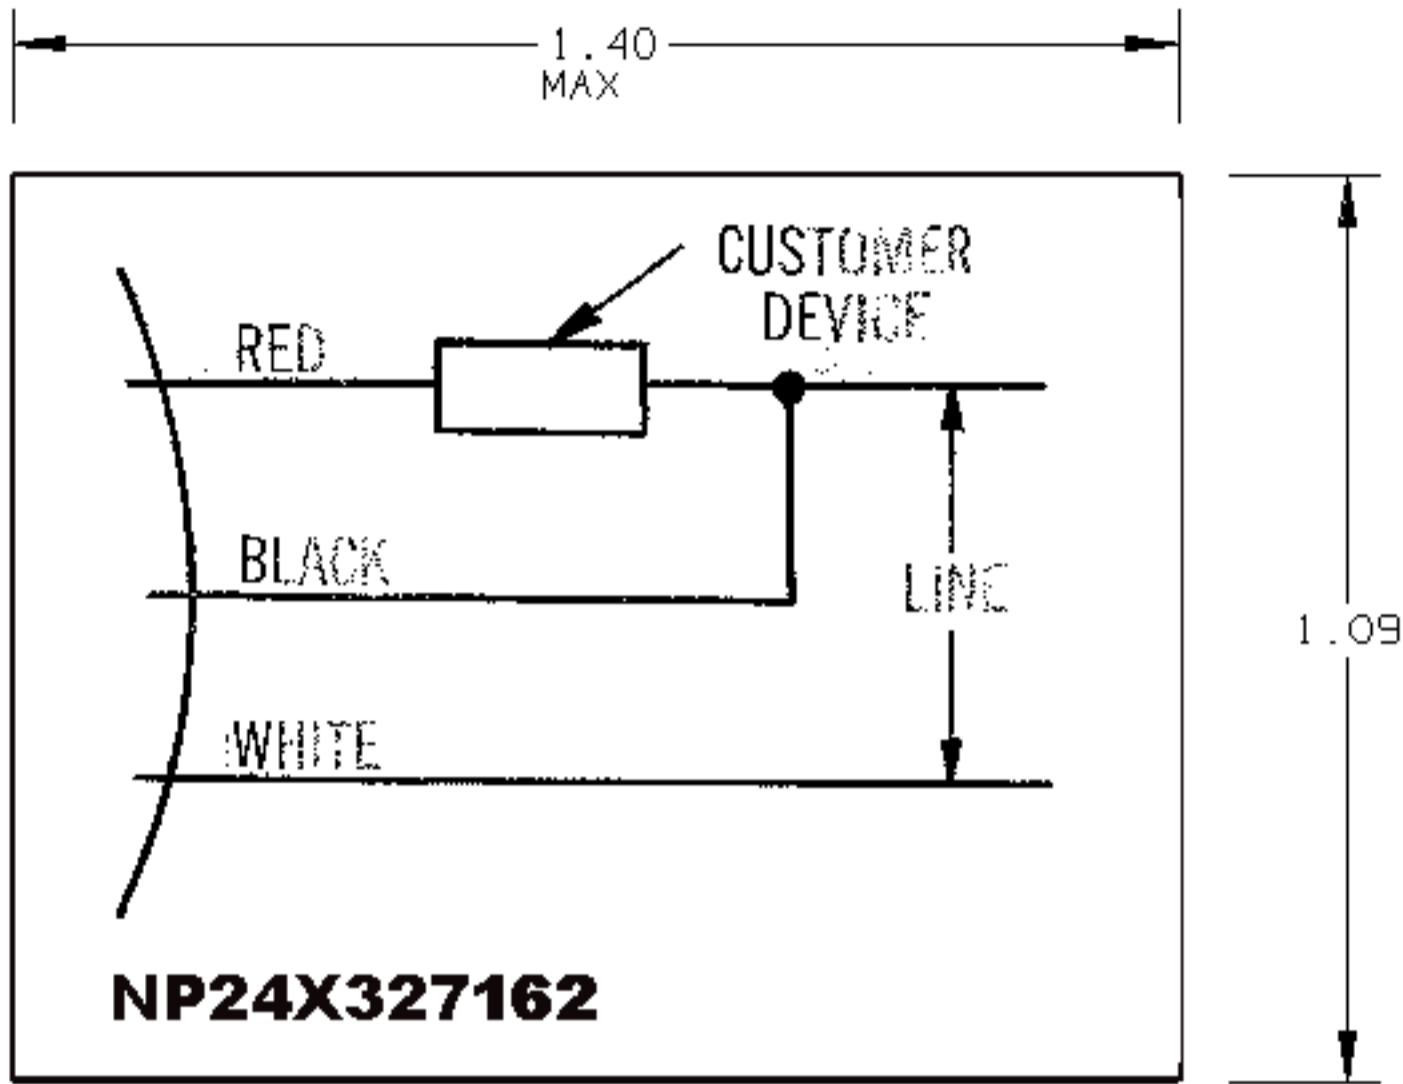 1.40
MAX
CUSTOMER
DEVICE
RED
BLACK
LINE
1.09
WHITE
NP24X327162